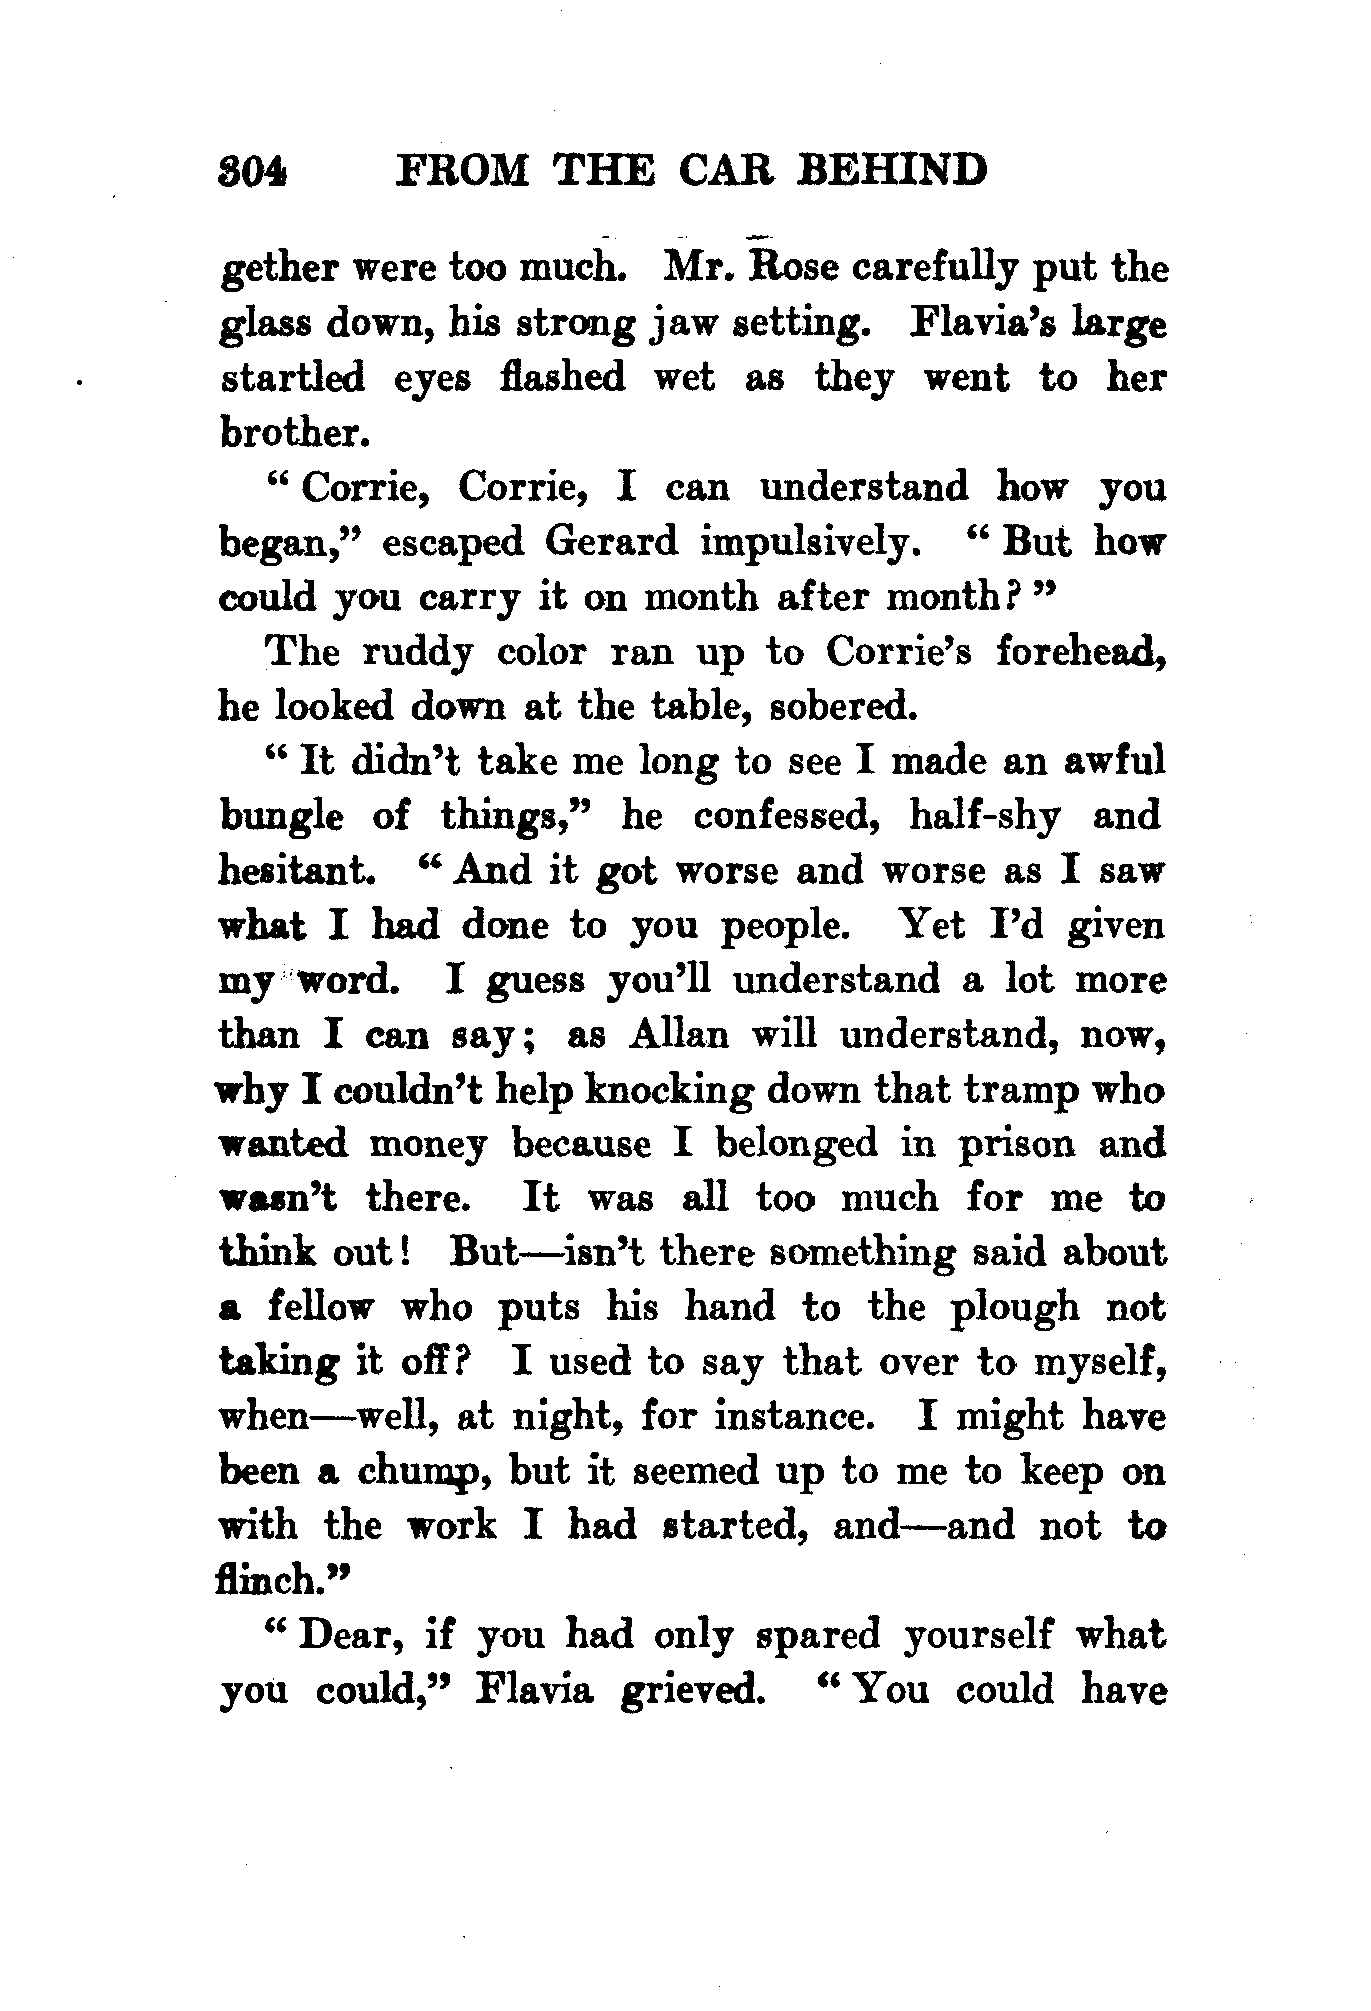 304 FROM THE CAR BEHIND
gether were too much. Mr. Rose carefully put the
glass down, his strong jaw setting. Flavia's large
startled eyes flashed wet as they went to her
brother.
" Corrie, Corrie, I can understand how you
began," escaped Gerard impulsively. " But how
could you carry it on month after month? "
The ruddy color ran up to Corrie's forehead,
he looked down at the table, sobered.
" It didn't take me long to see I made an awful
bungle of things," he confessed, half-shy and
hesitant. " And it got worse and worse as I saw
what I had done to you people. Yet I'd given
my word. I guess you'll understand a lot more
than I can say; as Allan will understand, now,
why I couldn't help knocking down that tramp who
wanted money because I belonged in prison and
wasn't there. It was all too much for me to
think out! But—isn't there something said about
a fellow who puts his hand to the plough not
taking it off? I used to say that over to myself,
when—well, at night, for instance. I might have
been a chump, but it seemed up to me to keep on
with the work I had started, and—and not to
flinch."
" Dear, if you had only spared yourself what
you could," Flavia grieved. " You could have